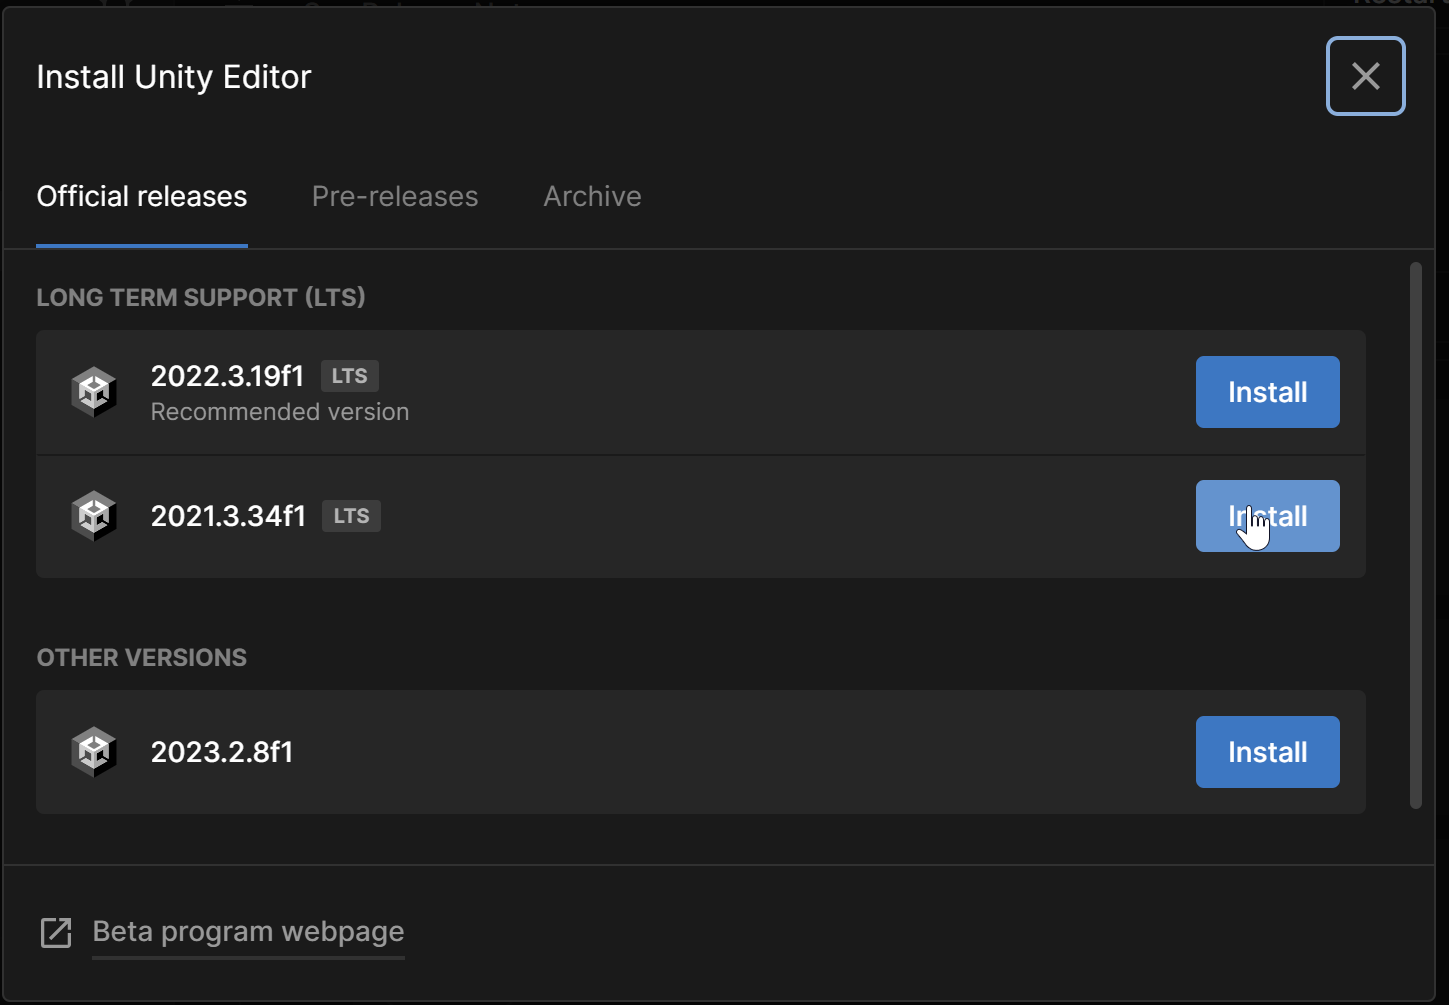 Install Unity Editor
Official releases
Pre-releases
Archive
LONG TERM SUPPORT (LTS)
2022.3.19f1 LTS
Recommended version
Install
2021.3.34f1 LTS
Install
OTHER VERSIONS
2023.2.8f1
Install
Beta program webpage